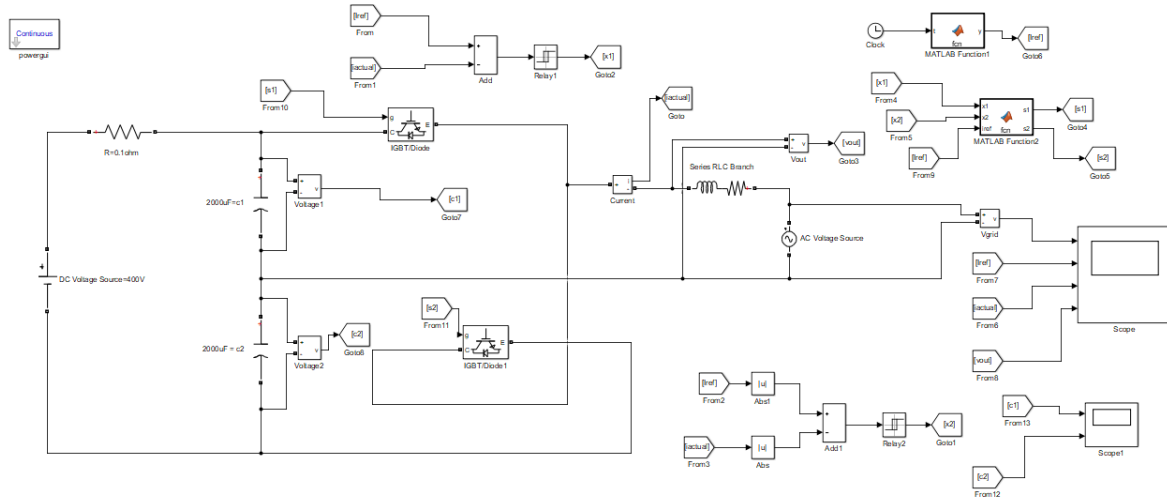 Continuous
powergui
[Iref]
From
[iactual]
From1
+
-
Add
Relay1
[x1]
Goto2
[s1]
From10
g
C
E
IGBT/Diode
R=0.1ohm
2000uF=c1
+
-
v
Voltage1
[c1]
Goto7
DC Voltage Source=400V
2000uF = c2
+
-
v
Voltage2
[c2]
Goto8
[s2]
From11
g
C
E
IGBT/Diode1
[iactual]
Goto
+
-
i
Current
Series RLC Branch
+
-
v
Vout
[vout]
Goto3
AC Voltage Source
+
-
v
Vgrid
Clock
t
y
fcn
MATLAB Function1
[Iref]
Goto6
[x1]
From4
[x2]
From5
[Iref]
From9
x1
x2
iref
s1
s2
fcn
MATLAB Function2
[s1]
Goto4
[s2]
Goto5
[Iref]
From7
[iactual]
From6
[vout]
From8
Scope
[Iref]
From2
|u|
Abs1
[iactual]
From3
|u|
Abs
+
-
Add1
Relay2
[x2]
Goto1
[c1]
From13
[c2]
From12
Scope1